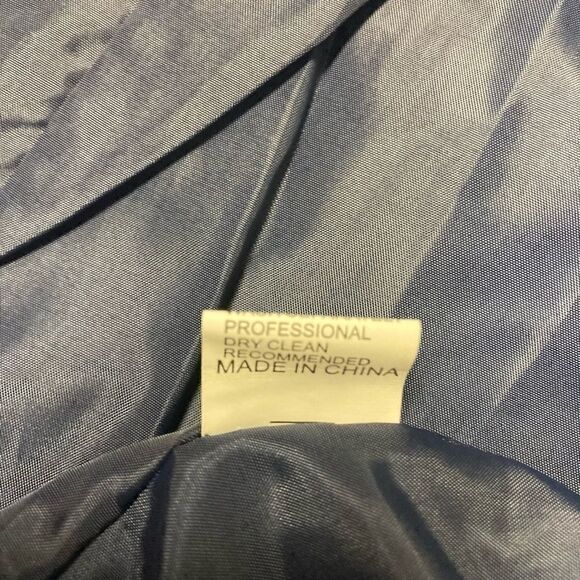 PROFESSIONAL
DRY CLEAN
RECOMMENDED
MADE IN CHINA